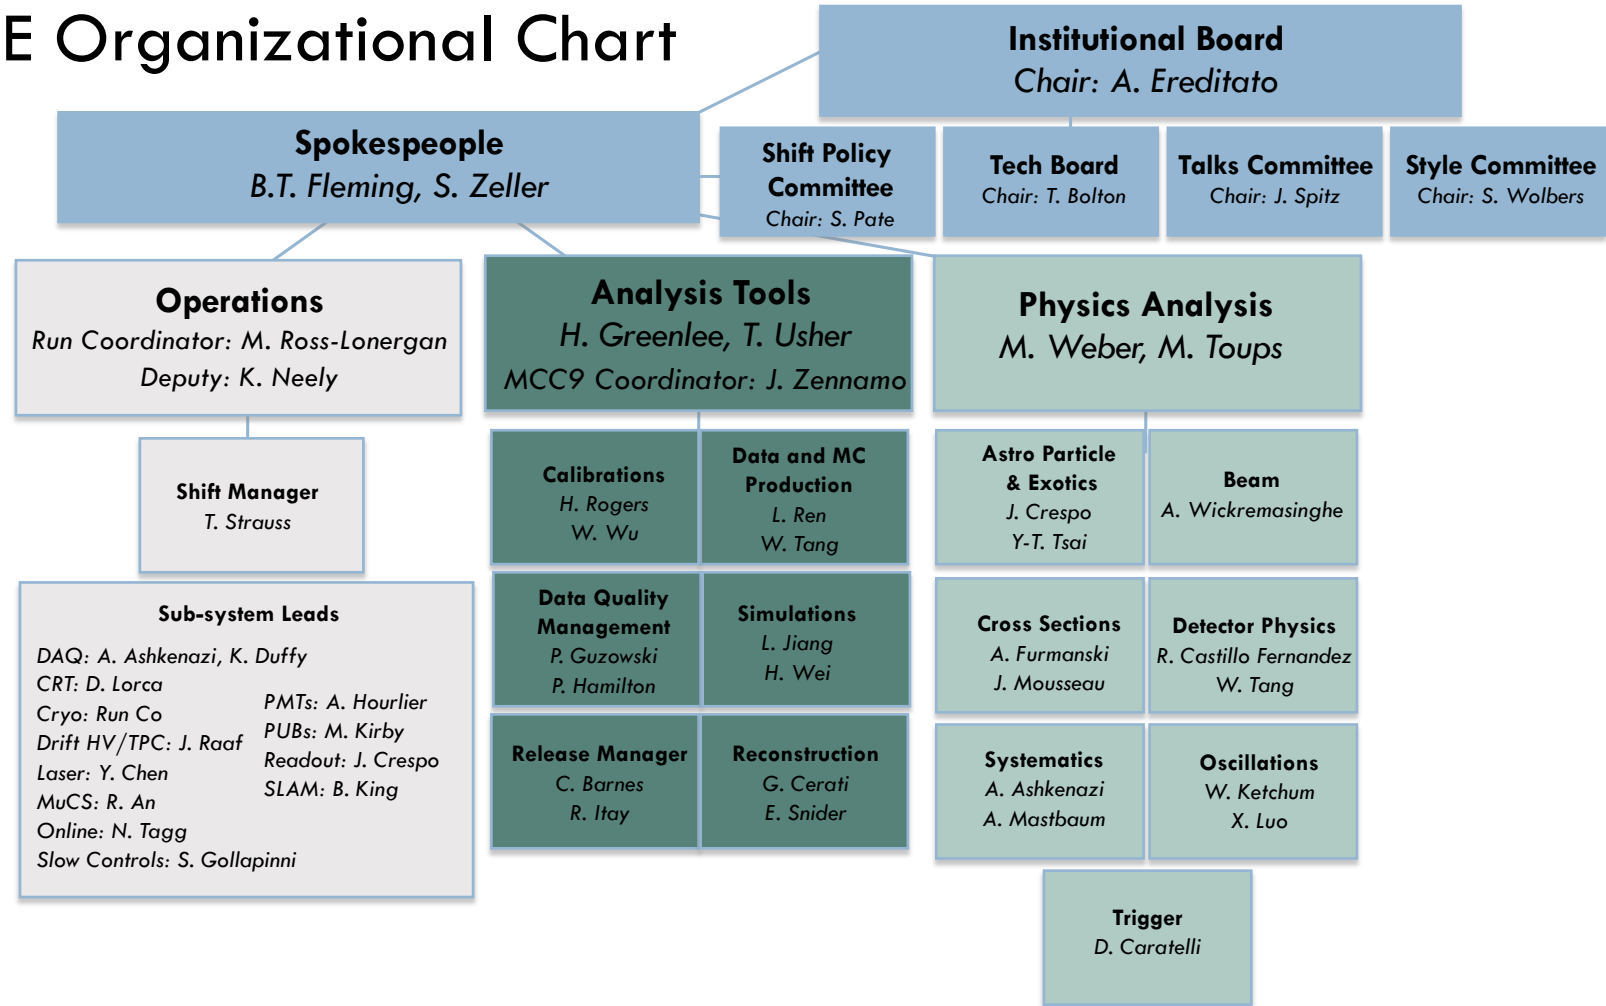 E Organizational Chart
Institutional Board
Chair: A. Ereditato
Spokespeople
B.T. Fleming, S. Zeller
Shift Policy
Committee
Chair: S. Pate
Tech Board
Chair: T. Bolton
Talks Committee
Chair: J. Spitz
Style Committee
Chair: S. Wolbers
Operations
Run Coordinator: M. Ross-Lonergan
Deputy: K. Neely
Analysis Tools
H. Greenlee, T. Usher
MCC9 Coordinator: J. Zennamo
Physics Analysis
M. Weber, M. Toups
Shift Manager
T. Strauss
Sub-system Leads
DAQ: A. Ashkenazi, K. Duffy
CRT: D. Lorca
Cryo: Run Co
Drift HV/TPC: J. Raaf
Laser: Y. Chen
MuCS: R. An
Online: N. Tagg
Slow Controls: S. Gollapinni
PMTs: A. Hourlier
PUBs: M. Kirby
Readout: J. Crespo
SLAM: B. King
Calibrations
H. Rogers
W. Wu
Data and MC
Production
L. Ren
W. Tang
Data Quality
Management
P. Guzowski
P. Hamilton
Simulations
L. Jiang
H. Wei
Release Manager
C. Barnes
R. Itay
Reconstruction
G. Cerati
E. Snider
Astro Particle
& Exotics
J. Crespo
Y-T. Tsai
Beam
A. Wickremasinghe
Cross Sections
A. Furmanski
J. Mousseau
Detector Physics
R. Castillo Fernandez
W. Tang
Systematics
A. Ashkenazi
A. Mastbaum
Oscillations
W. Ketchum
X. Luo
Trigger
D. Caratelli